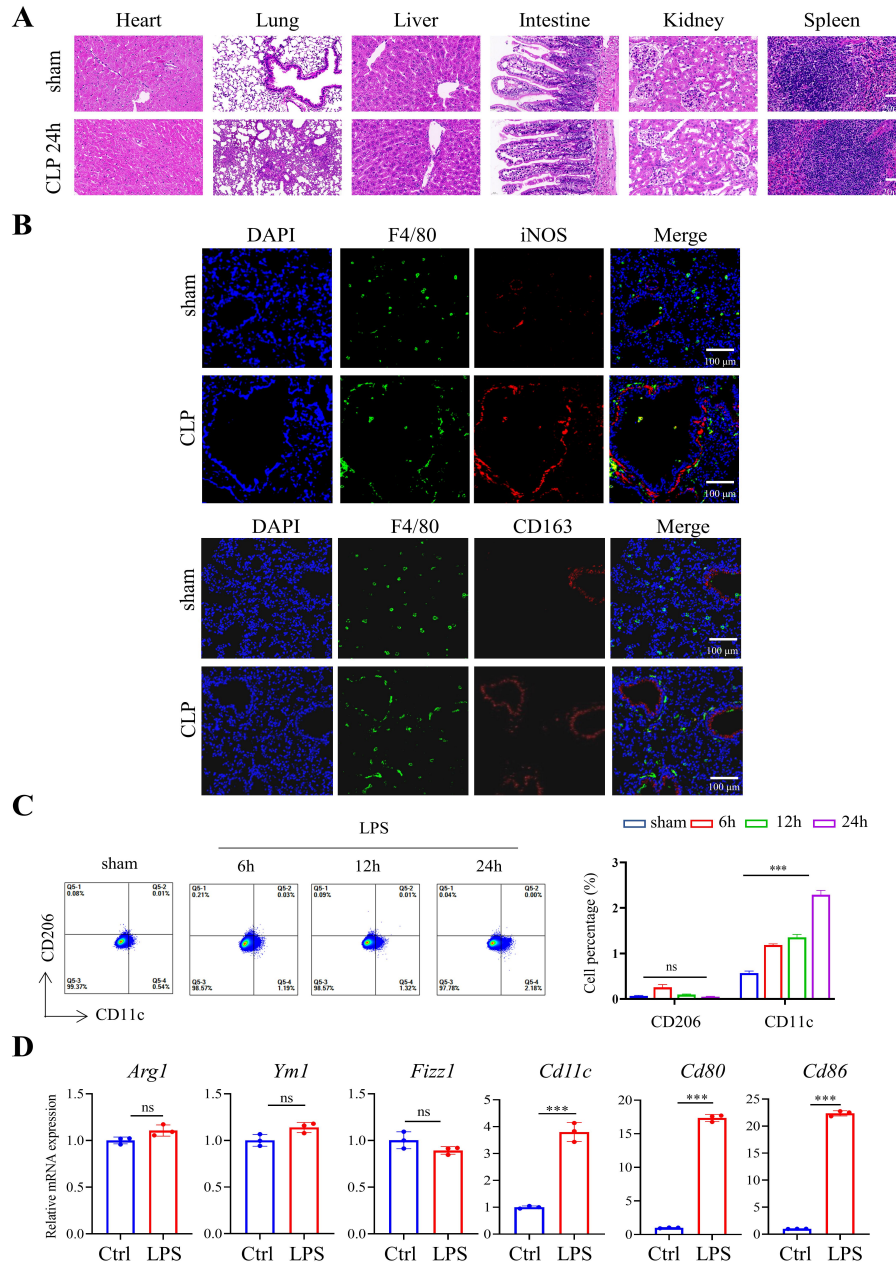 A
Heart Lung Liver Intestine Kidney Spleen
sham
CLP 24h
B
DAPI F4/80 iNOS Merge
sham
100 μm
CLP
100 μm
DAPI F4/80 CD163 Merge
sham
100 μm
CLP
100 μm
C
LPS
sham 6h 12h 24h
CD206
CD11c
Q5-1 Q5-2
0.08% 0.01%
Q5-3 Q5-4
99.37% 0.54%
Q5-1 Q5-2
0.21% 0.03%
Q5-3 Q5-4
98.57% 1.19%
Q5-1 Q5-2
0.09% 0.01%
Q5-3 Q5-4
98.57% 1.32%
Q5-1 Q5-2
0.04% 0.00%
Q5-3 Q5-4
97.78% 2.18%
sham 6h 12h 24h
Cell percentage (%)
3
2
1
0
ns
***
CD206 CD11c
D
Relative mRNA expression
Arg1
1.5
1.0
0.5
0.0
ns
Ctrl LPS
Ym1
1.5
1.0
0.5
0.0
ns
Ctrl LPS
Fizz1
1.5
1.0
0.5
0.0
ns
Ctrl LPS
Cd11c
5
4
3
2
1
0
***
Ctrl LPS
Cd80
20
15
10
5
0
***
Ctrl LPS
Cd86
25
20
15
10
5
0
***
Ctrl LPS